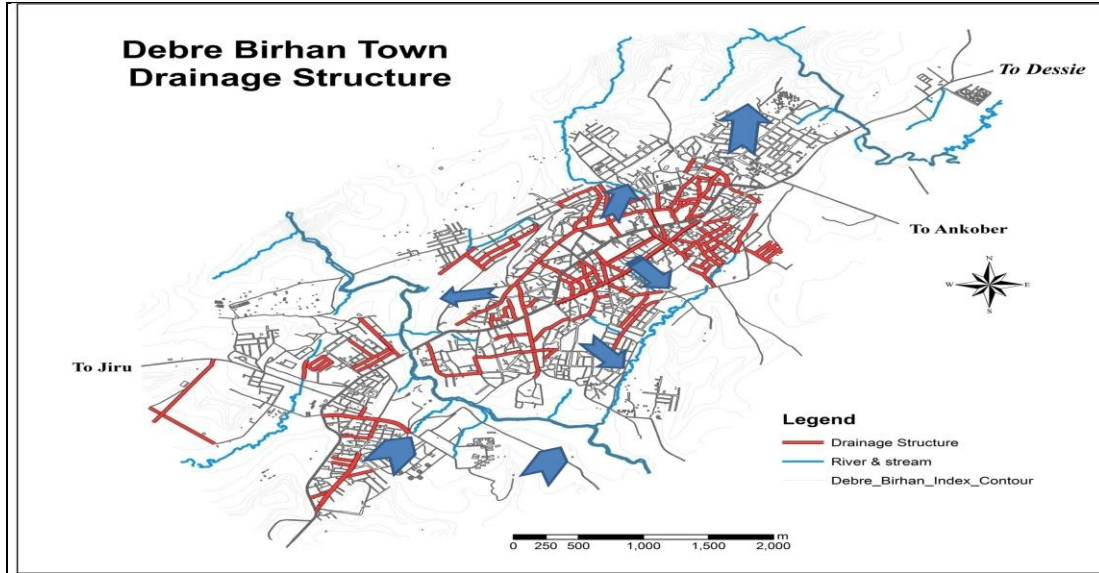 Debre Birhan Town
Drainage Structure
To Dessie
To Ankober
N
W E
S
To Jiru
Legend
Drainage Structure
River & stream
Debre_Birhan_Index_Contour
m
0 250 500 1,000 1,500 2,000